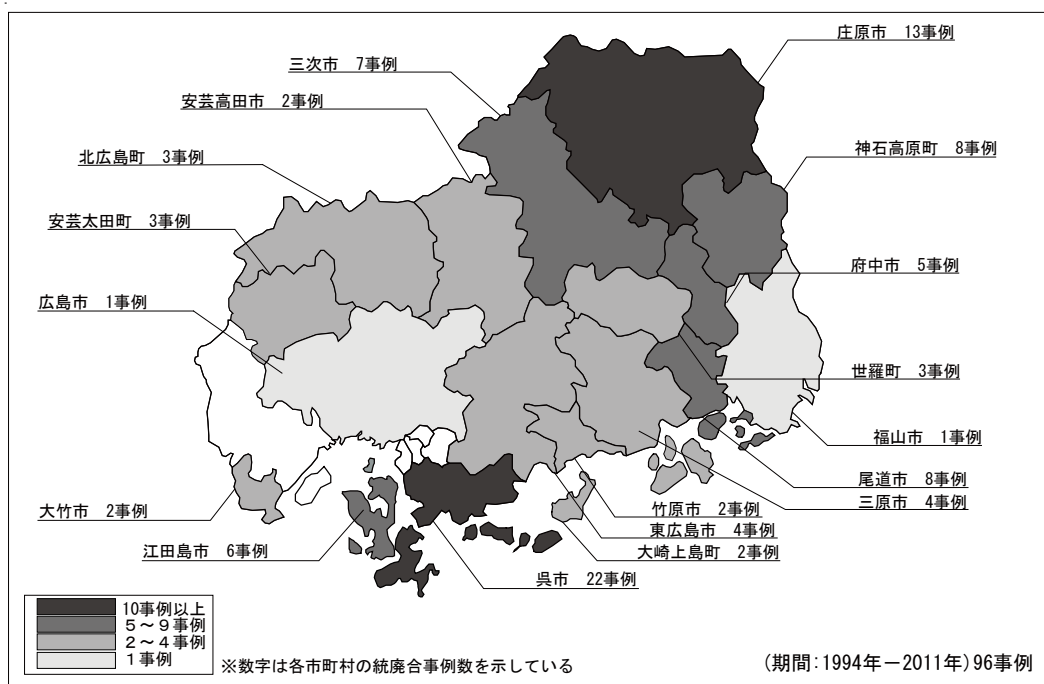 庄原市 13事例
三次市 7事例
安芸高田市 2事例
北広島町 3事例
神石高原町 8事例
安芸太田町 3事例
府中市 5事例
広島市 1事例
世羅町 3事例
福山市 1事例
尾道市 8事例
三原市 4事例
大竹市 2事例
竹原市 2事例
東広島市 4事例
江田島市 6事例
大崎上島町 2事例
呉市 22事例
10事例以上
5~9事例
2~4事例
1事例
※数字は各市町村の統廃合事例数を示している
(期間:1994年-2011年)96事例